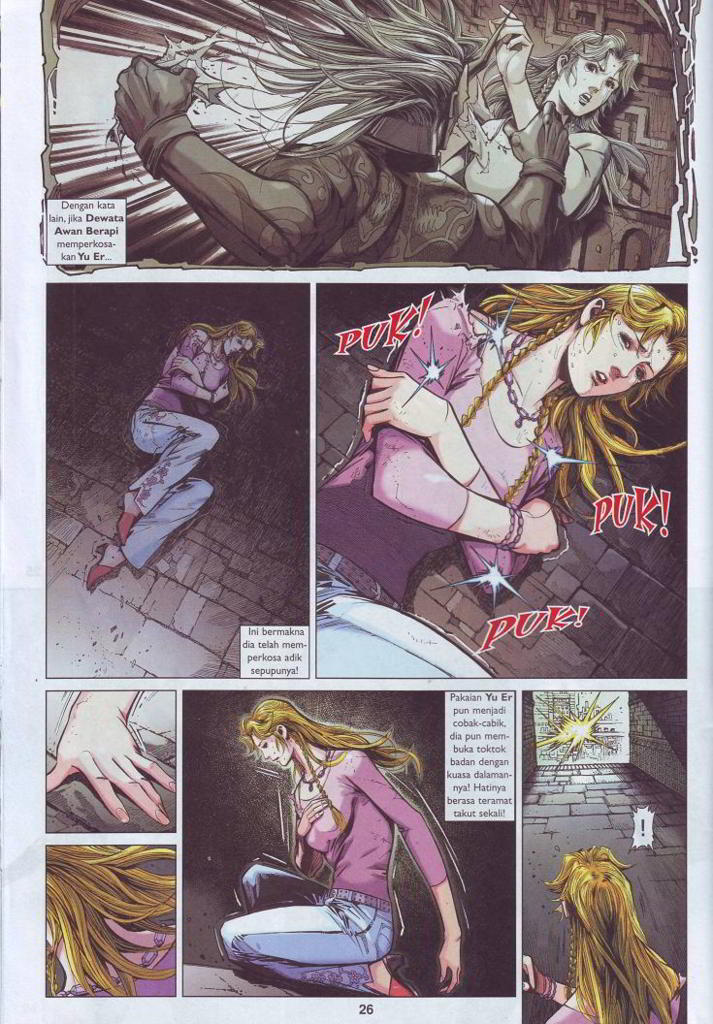 Dengan kata
lain, jika Dewata
Awan Berapi
memperkosa-
kan Yu Er...
PUK!
PUK!
PUK!
Ini bermakna
dia telah mem-
perkosa adik
sepupunya!
Pakaian Yu Er
pun menjadi
cobak-cabik,
dia pun mem-
buka toktok
badan dengan
kuasa dalaman-
nya! Hatinya
berasa teramat
takut sekali!
!
26